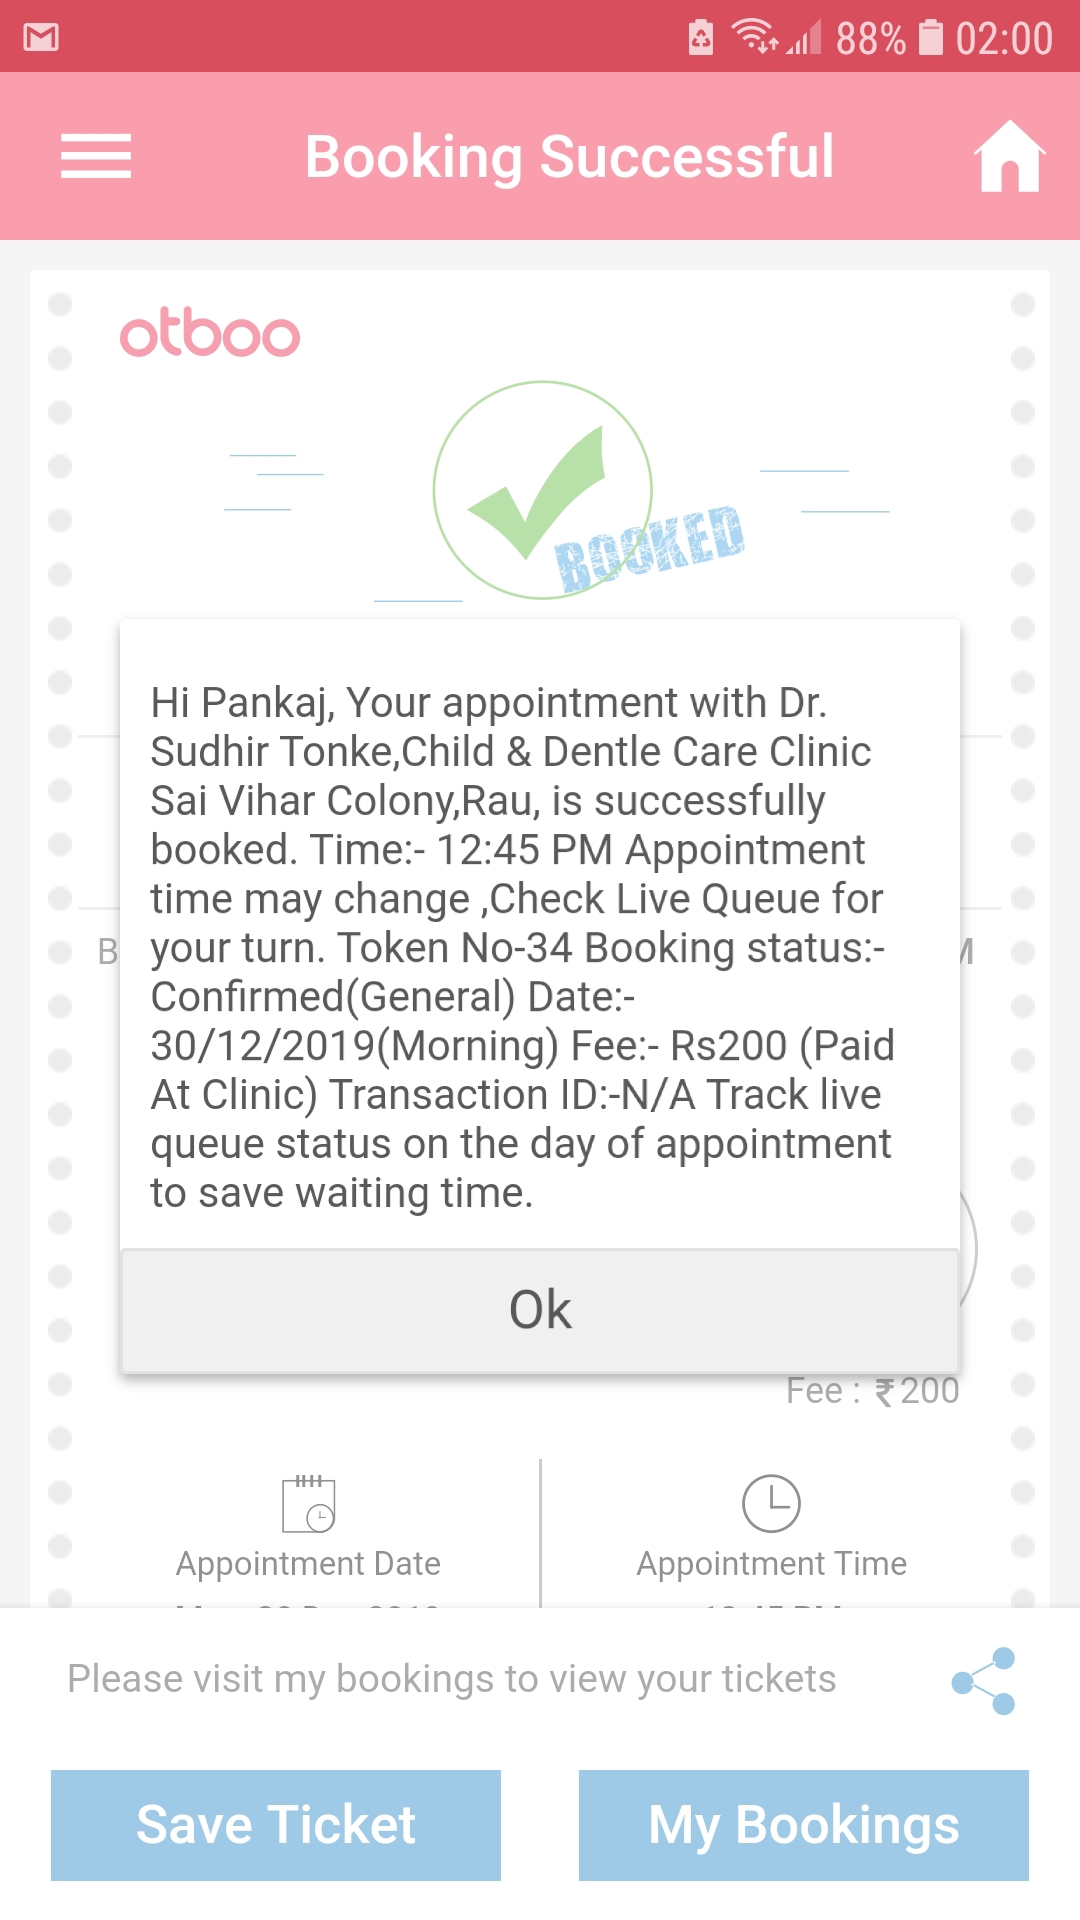 88% 02:00
Booking Successful
otboo
BOOKED
Hi Pankaj, Your appointment with Dr.
Sudhir Tonke,Child & Dentle Care Clinic
Sai Vihar Colony,Rau, is successfully
booked. Time:- 12:45 PM Appointment
time may change ,Check Live Queue for
your turn. Token No-34 Booking status:-
Confirmed(General) Date:-
30/12/2019(Morning) Fee:- Rs200 (Paid
At Clinic) Transaction ID:-N/A Track live
queue status on the day of appointment
to save waiting time.
Ok
Fee : ₹200
Appointment Date
Appointment Time
Please visit my bookings to view your tickets
Save Ticket
My Bookings